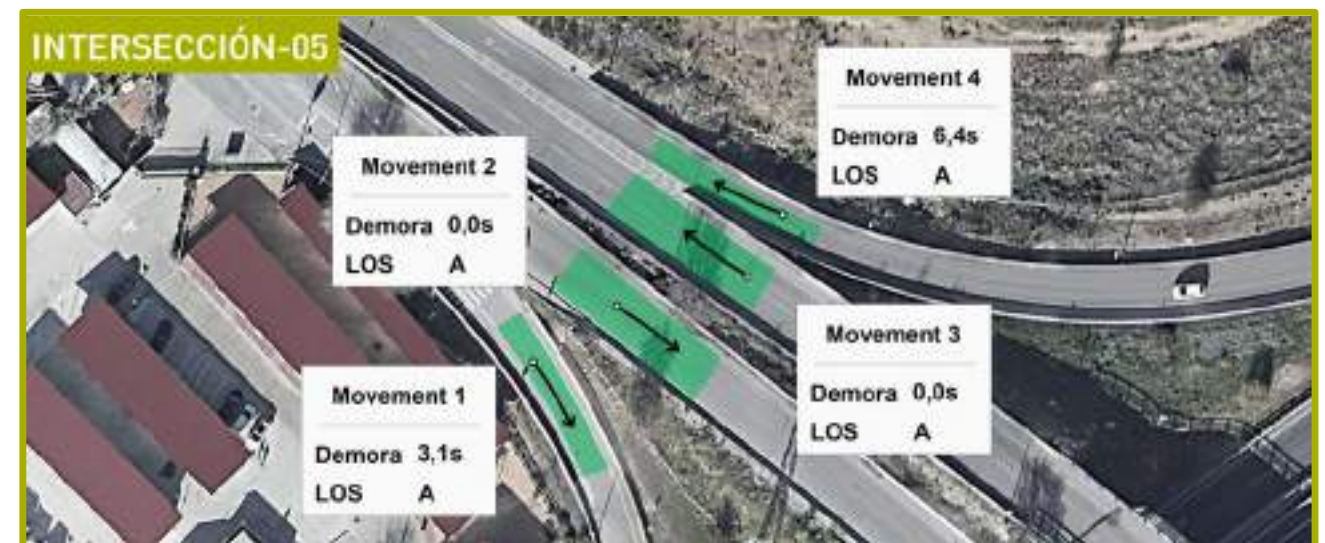 INTERSECCIÓN-05
Movement 4
Demora 6,4s
LOS A
Movement 2
Demora 0,0s
LOS A
Movement 3
Demora 0,0s
LOS A
Movement 1
Demora 3,1s
LOS A